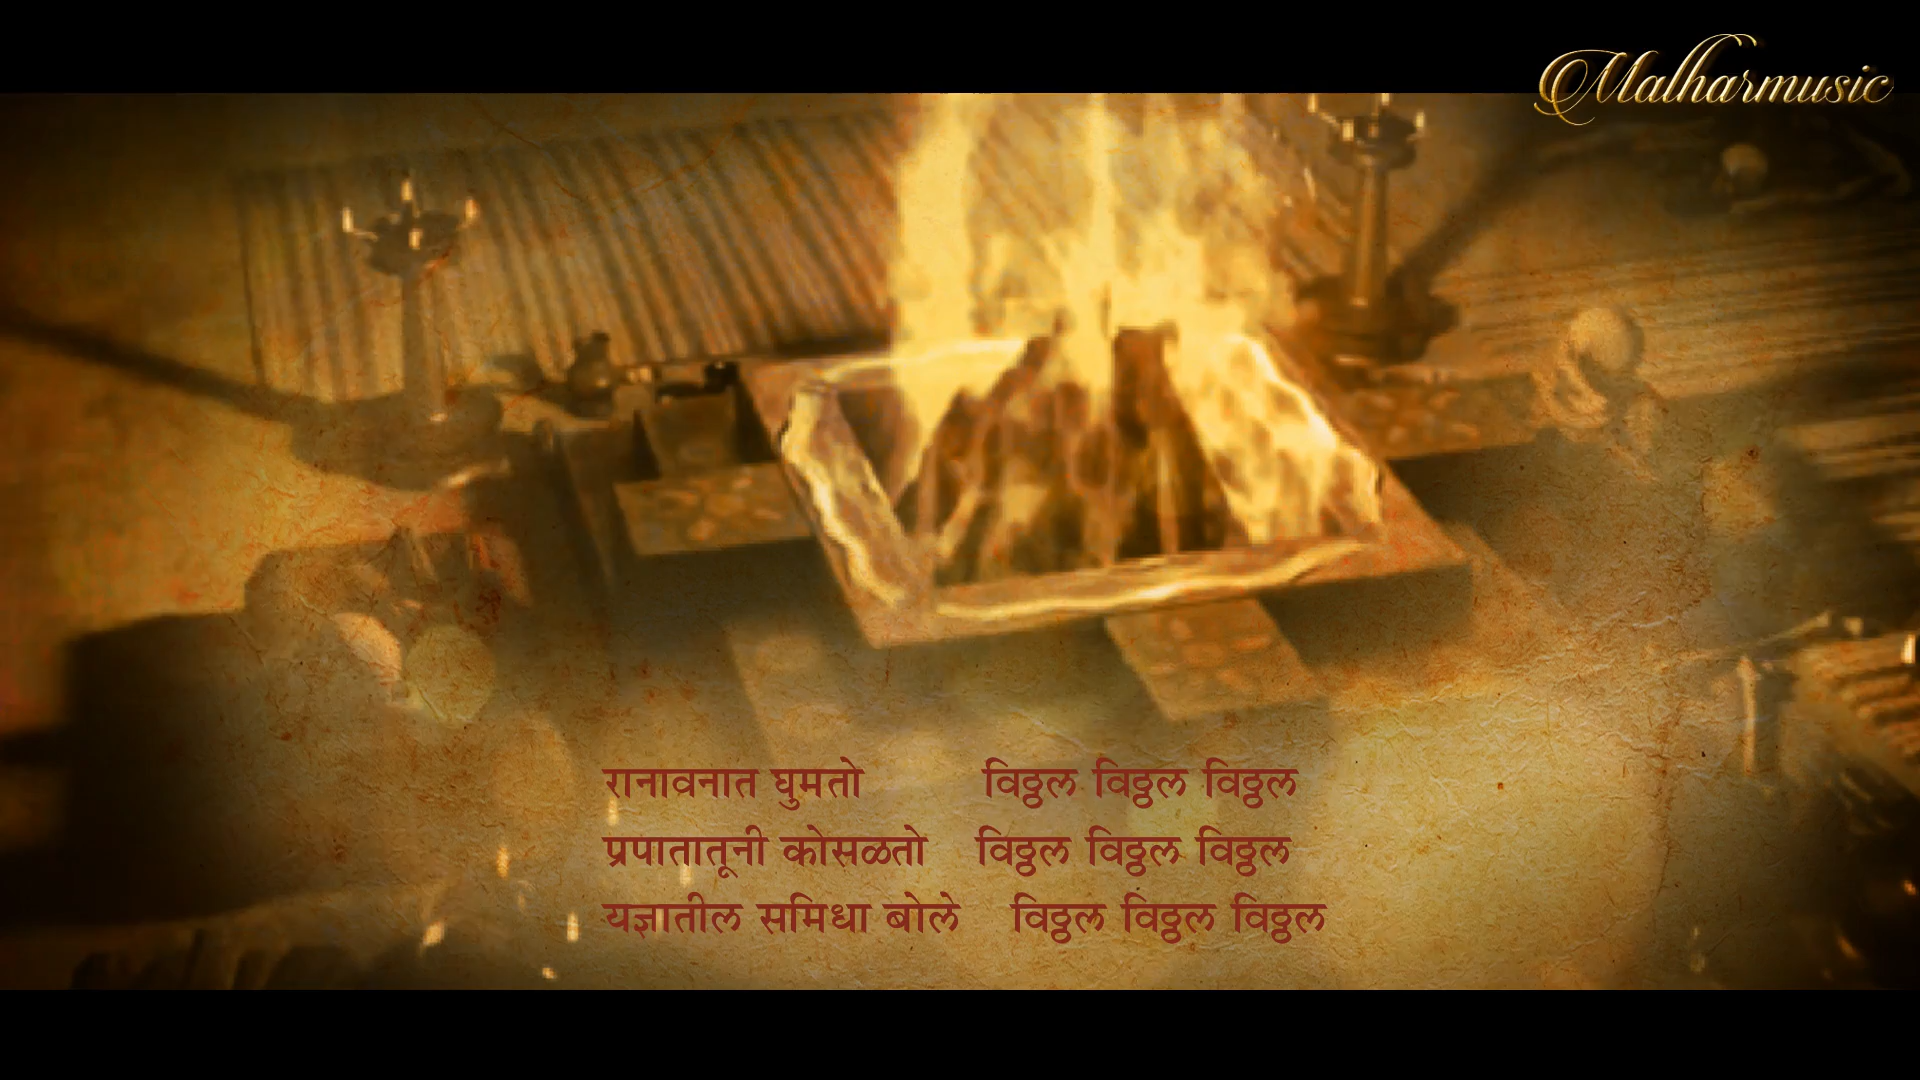 Malharmusic
रानावनात घुमतो विठ्ठल विठ्ठल विठ्ठल
प्रपातातूनी कोसळतो विठ्ठल विठ्ठल विठ्ठल
यज्ञातील समिधा बोले विठ्ठल विठ्ठल विठ्ठल